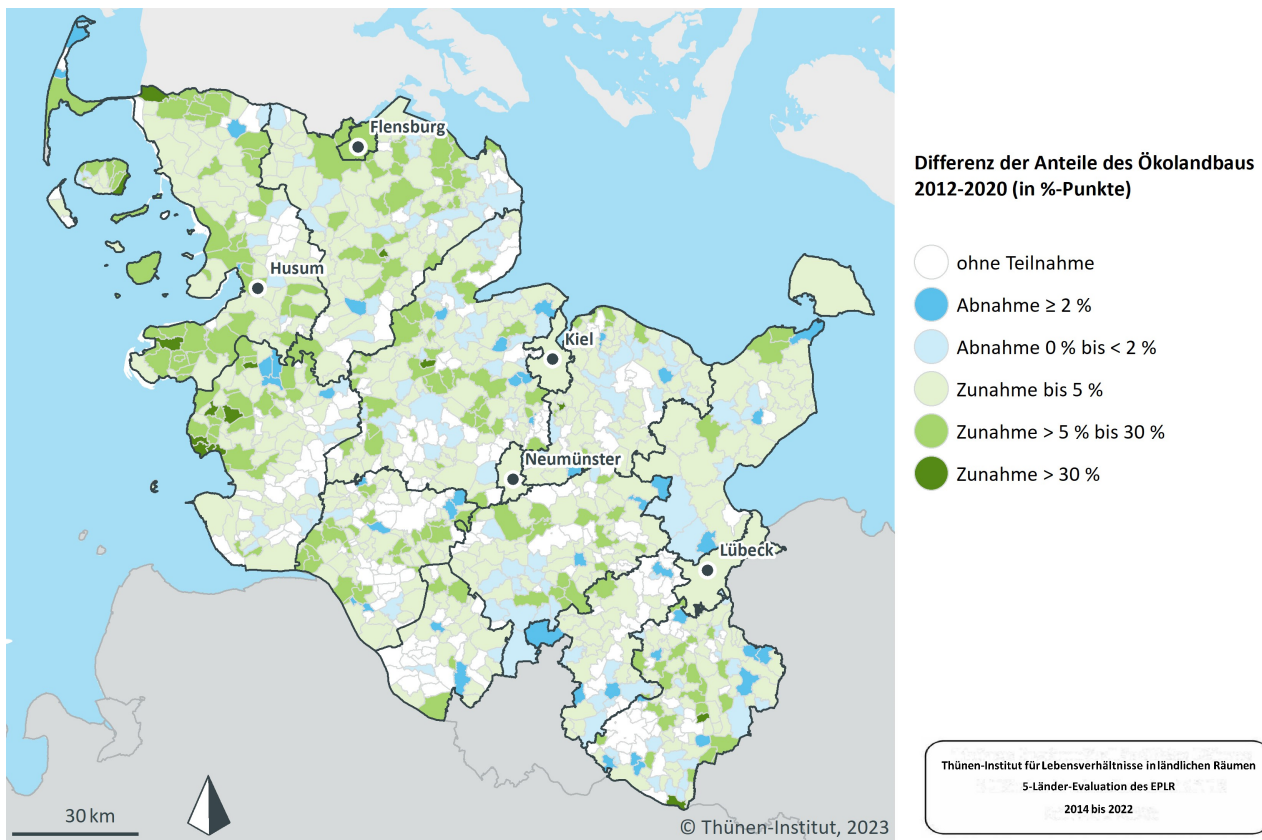 Flensburg
Husum
Kiel
Neumünster
Lübeck
30 km
© Thünen-Institut, 2023
Differenz der Anteile des Ökolandbaus
2012-2020 (in %-Punkte)
ohne Teilnahme
Abnahme ≥ 2 %
Abnahme 0 % bis < 2 %
Zunahme bis 5 %
Zunahme > 5 % bis 30 %
Zunahme > 30 %
Thünen-Institut für Lebensverhältnisse in ländlichen Räumen
5-Länder-Evaluation des EPLR
2014 bis 2022